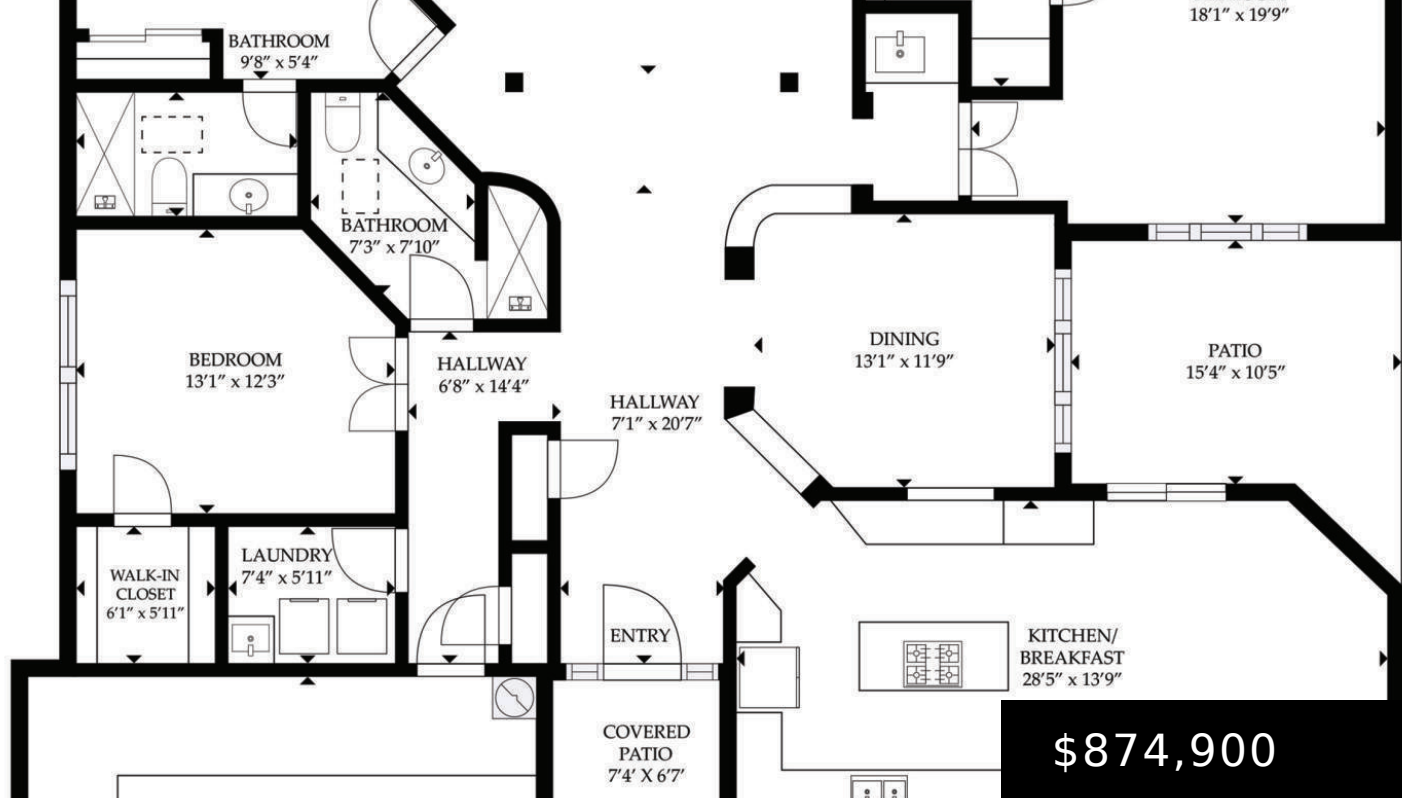 18'1" x 19'9"
BATHROOM
9'8" x 5'4"
BATHROOM
7'3" x 7'10"
BEDROOM
13'1" x 12'3"
HALLWAY
6'8" x 14'4"
HALLWAY
7'1" x 20'7"
DINING
13'1" x 11'9"
PATIO
15'4" x 10'5"
WALK-IN
CLOSET
6'1" x 5'11"
LAUNDRY
7'4" x 5'11"
ENTRY
KITCHEN/
BREAKFAST
28'5" x 13'9"
COVERED
PATIO
7'4' X 6'7'
$874,900